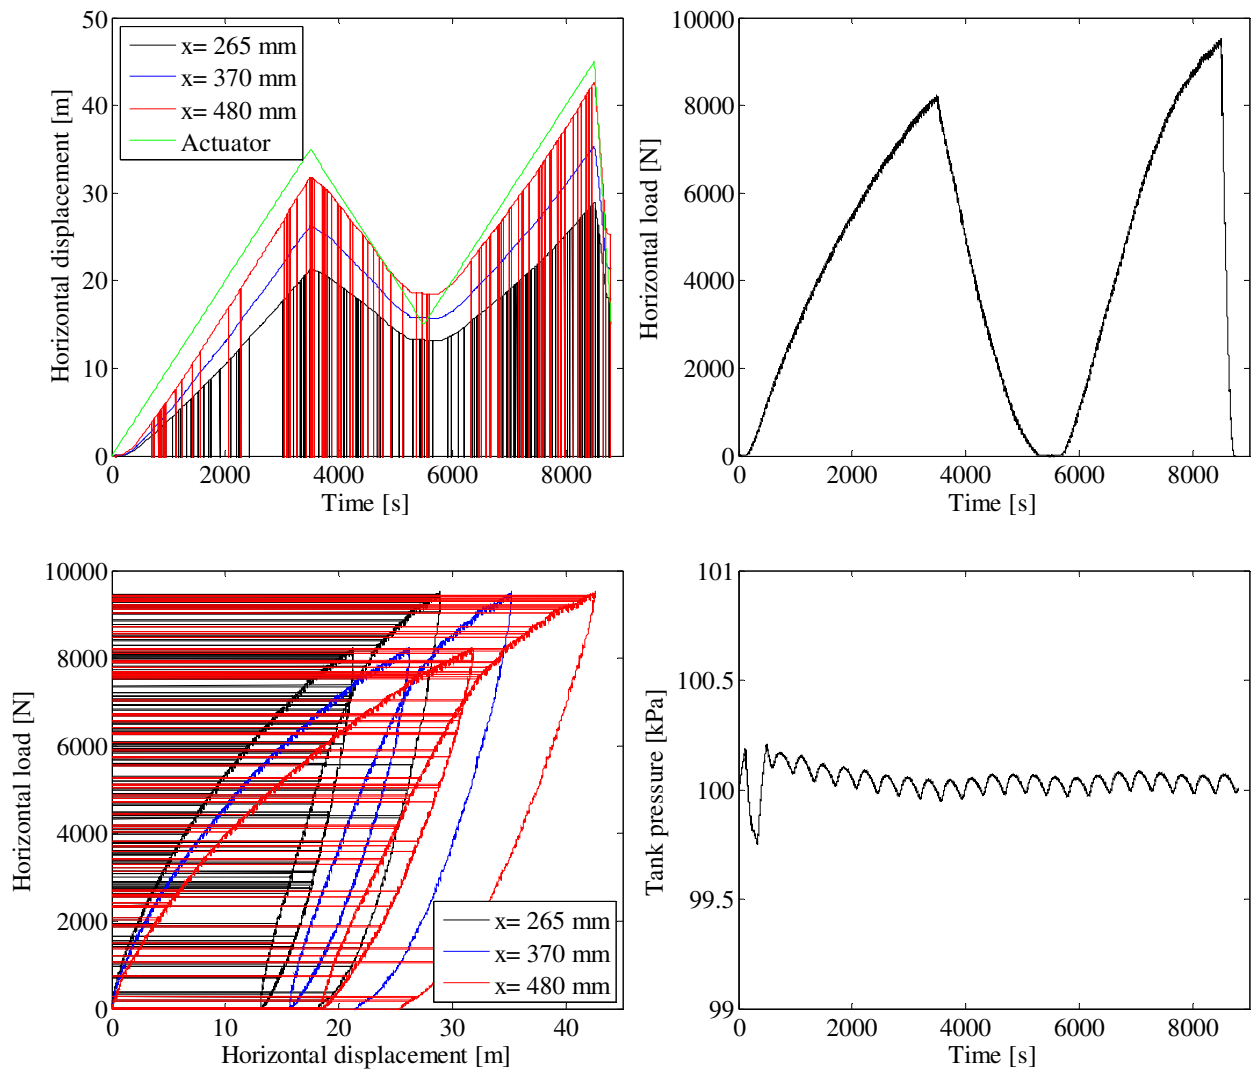 50
40
30
20
10
0
Horizontal displacement [m]
x= 265 mm
x= 370 mm
x= 480 mm
Actuator
0 2000 4000 6000 8000
Time [s]
10000
8000
6000
4000
2000
0
Horizontal load [N]
0 2000 4000 6000 8000
Time [s]
10000
8000
6000
4000
2000
0
Horizontal load [N]
x= 265 mm
x= 370 mm
x= 480 mm
0 10 20 30 40
Horizontal displacement [m]
101
100.5
100
99.5
99
Tank pressure [kPa]
0 2000 4000 6000 8000
Time [s]